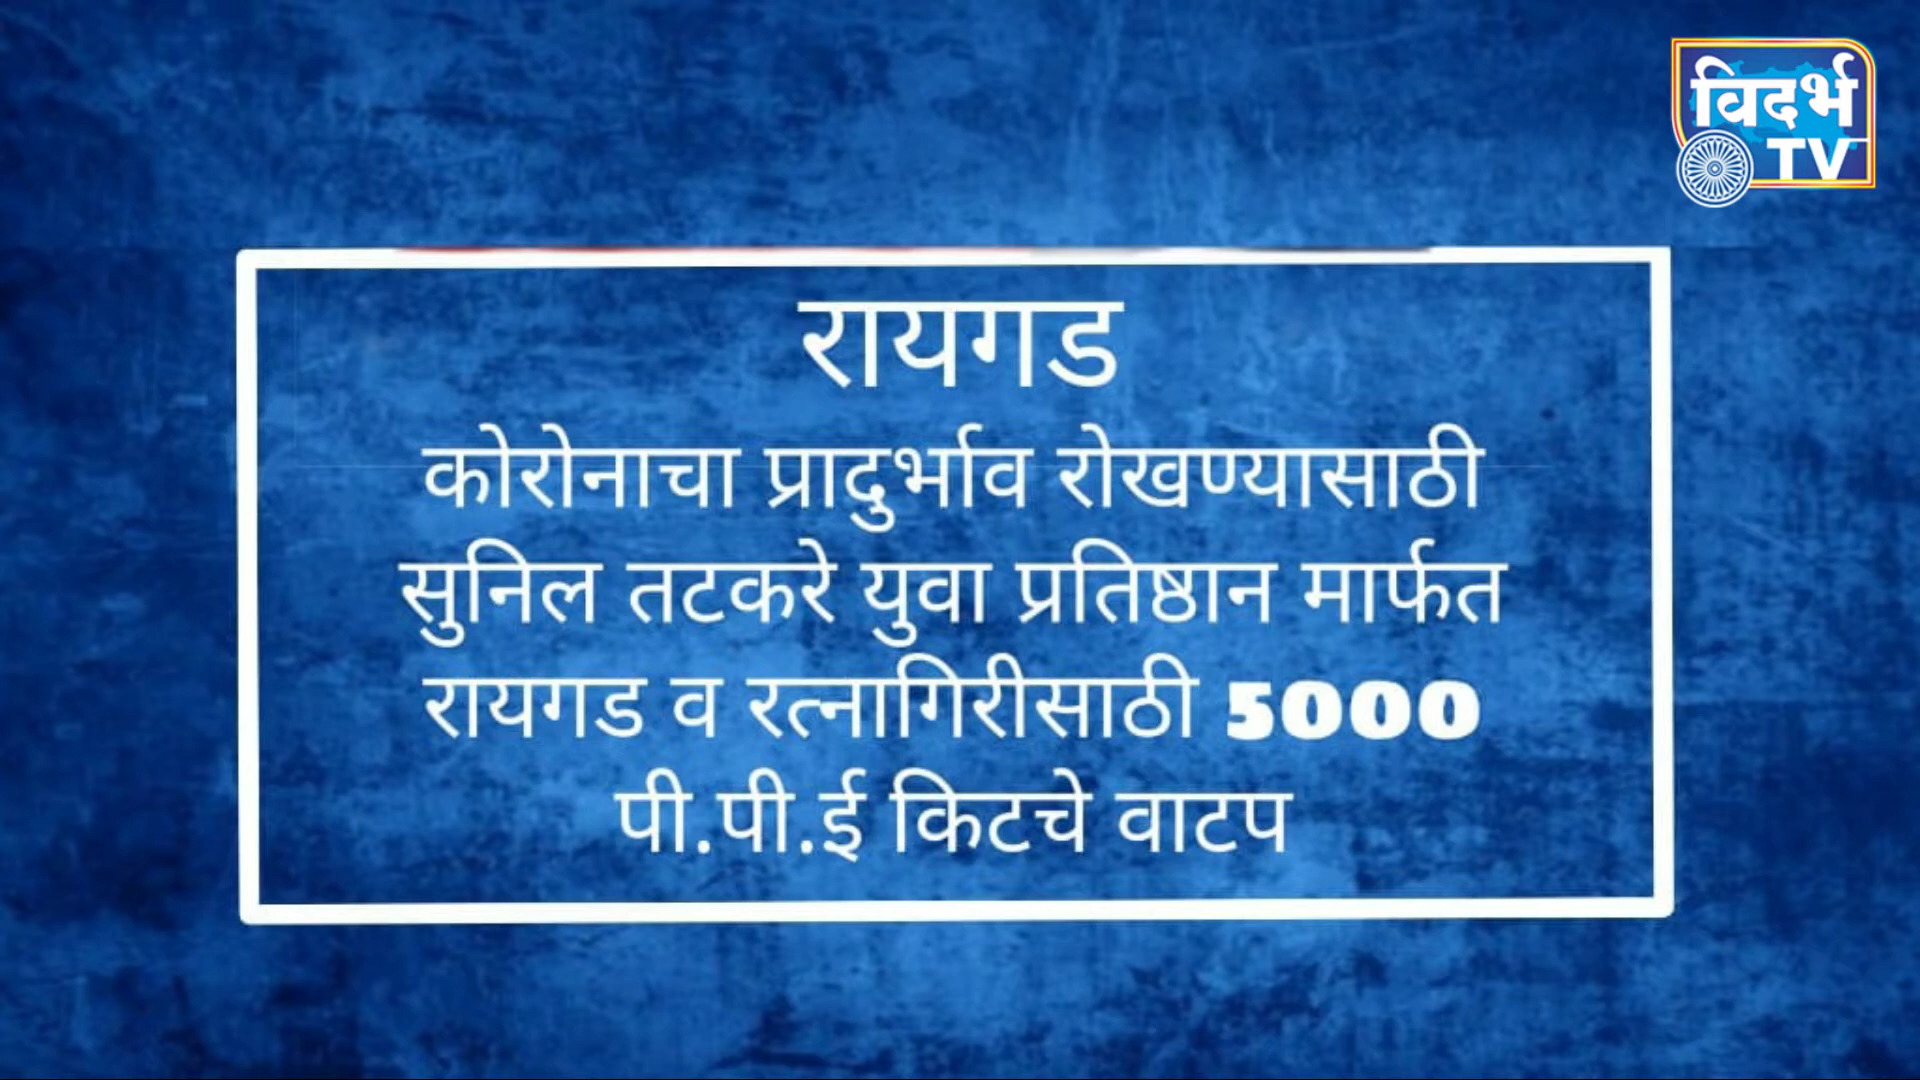 विदर्भ
TV
रायगड
कोरोनाचा प्रादुर्भाव रोखण्यासाठी
सुनिल तटकरे युवा प्रतिष्ठान मार्फत
रायगड व रत्नागिरीसाठी 5000
पी.पी.ई किटचे वाटप